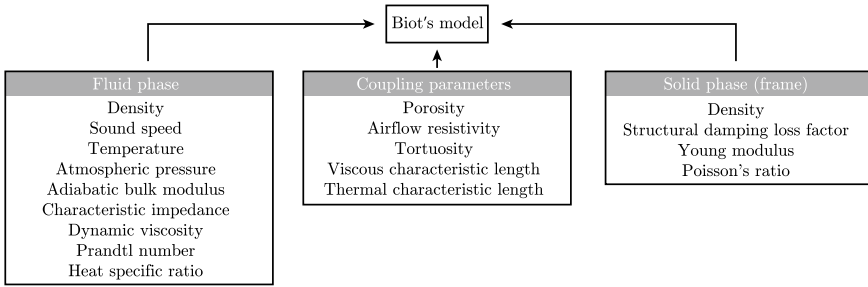 Biot's model
Fluid phase
Density
Sound speed
Temperature
Atmospheric pressure
Adiabatic bulk modulus
Characteristic impedance
Dynamic viscosity
Prandtl number
Heat specific ratio
Coupling parameters
Porosity
Airflow resistivity
Tortuosity
Viscous characteristic length
Thermal characteristic length
Solid phase (frame)
Density
Structural damping loss factor
Young modulus
Poisson's ratio